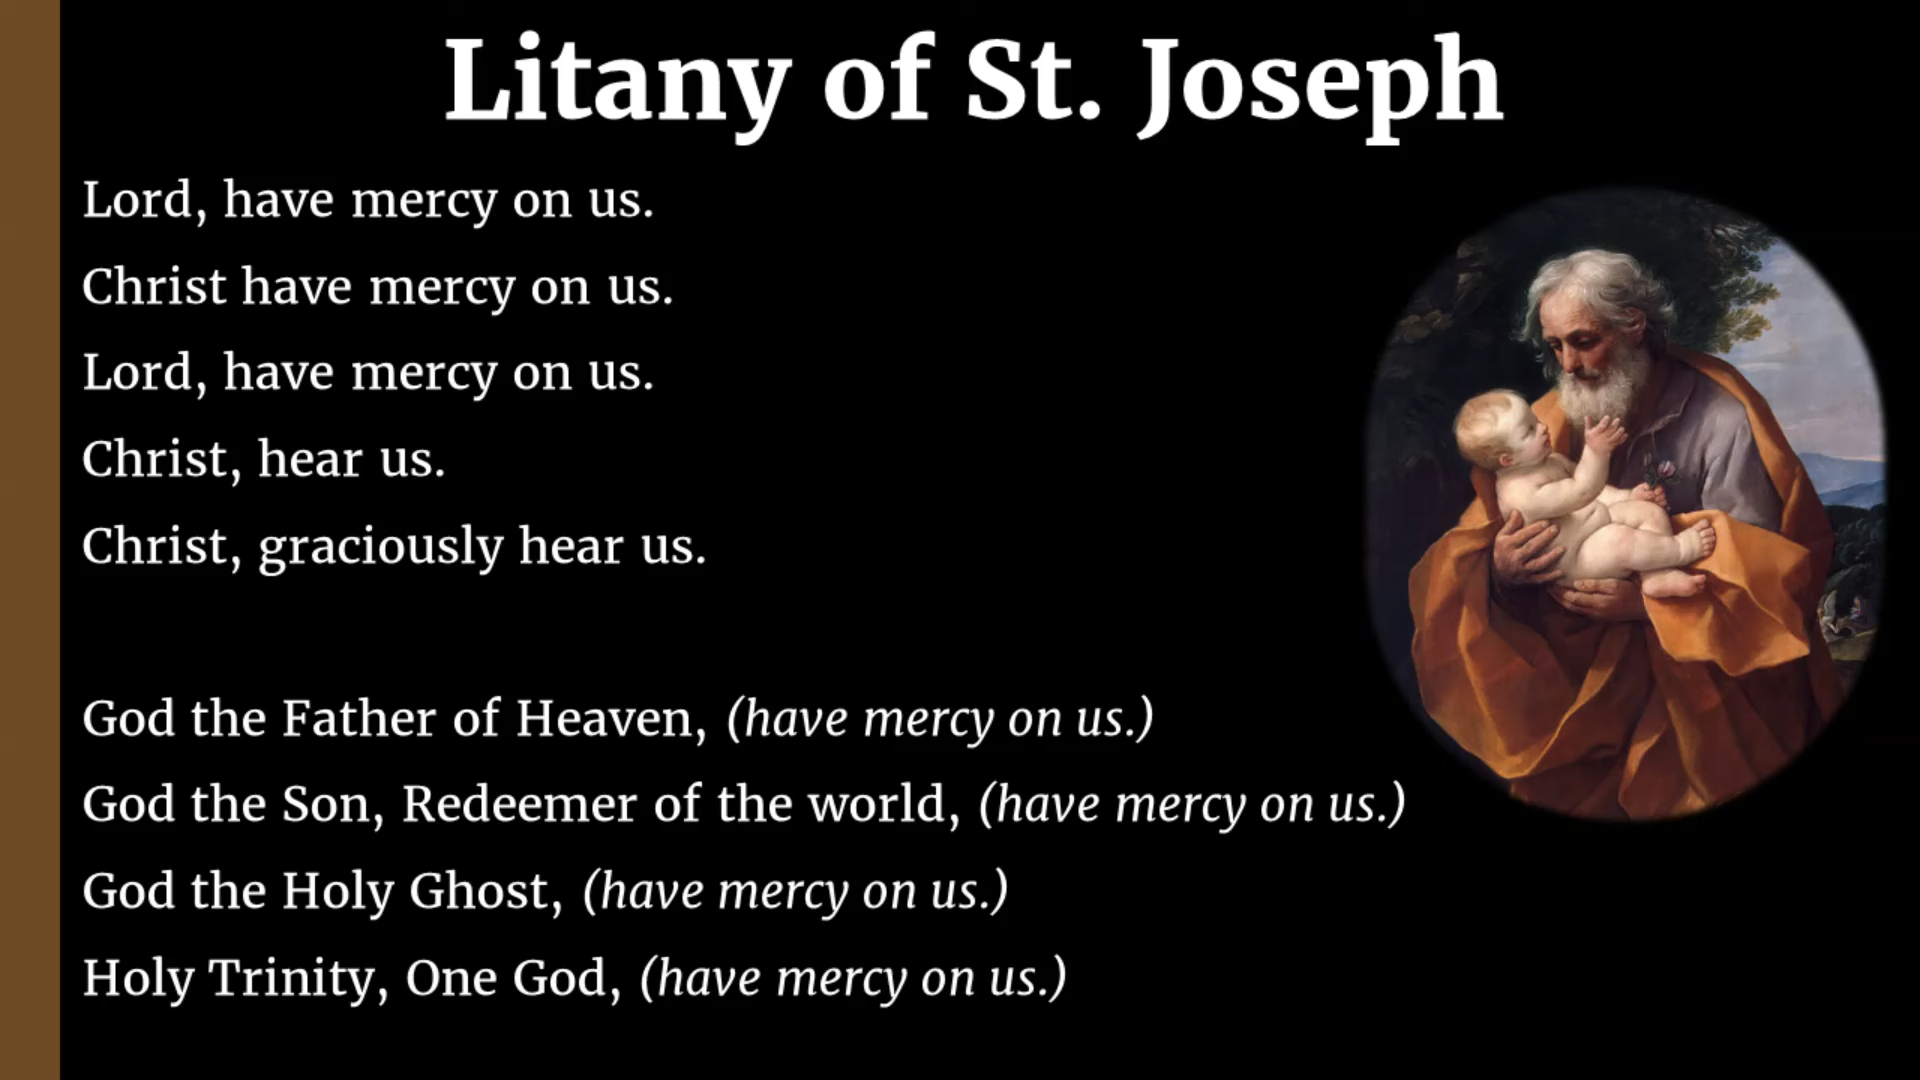 Litany of St. Joseph
Lord, have mercy on us.
Christ have mercy on us.
Lord, have mercy on us.
Christ, hear us.
Christ, graciously hear us.
God the Father of Heaven, (have mercy on us.)
God the Son, Redeemer of the world, (have mercy on us.)
God the Holy Ghost, (have mercy on us.)
Holy Trinity, One God, (have mercy on us.)